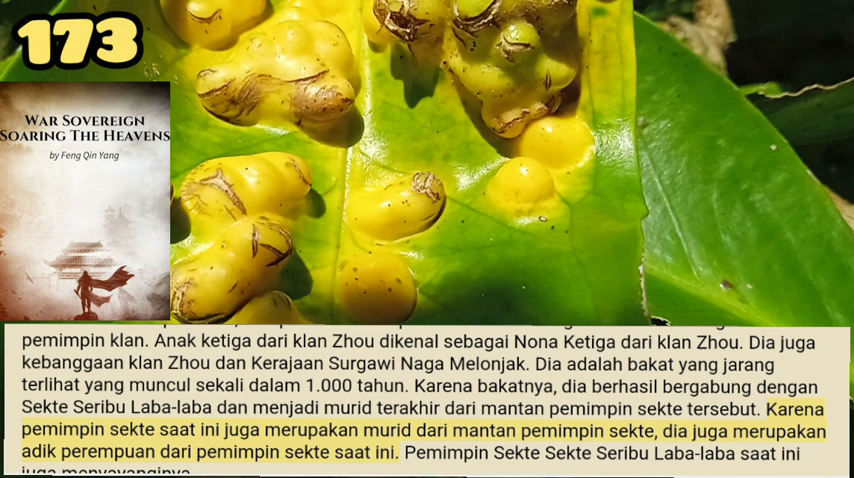 173
WAR SOVEREIGN
SOARING THE HEAVENS
by Feng Qin Yang
pemimpin klan. Anak ketiga dari klan Zhou dikenal sebagai Nona Ketiga dari klan Zhou. Dia juga
kebanggaan klan Zhou dan Kerajaan Surgawi Naga Melonjak. Dia adalah bakat yang jarang
terlihat yang muncul sekali dalam 1.000 tahun. Karena bakatnya, dia berhasil bergabung dengan
Sekte Seribu Laba-laba dan menjadi murid terakhir dari mantan pemimpin sekte tersebut. Karena
pemimpin sekte saat ini juga merupakan murid dari mantan pemimpin sekte, dia juga merupakan
adik perempuan dari pemimpin sekte saat ini. Pemimpin Sekte Sekte Seribu Laba-laba saat ini
juga menyayanginya